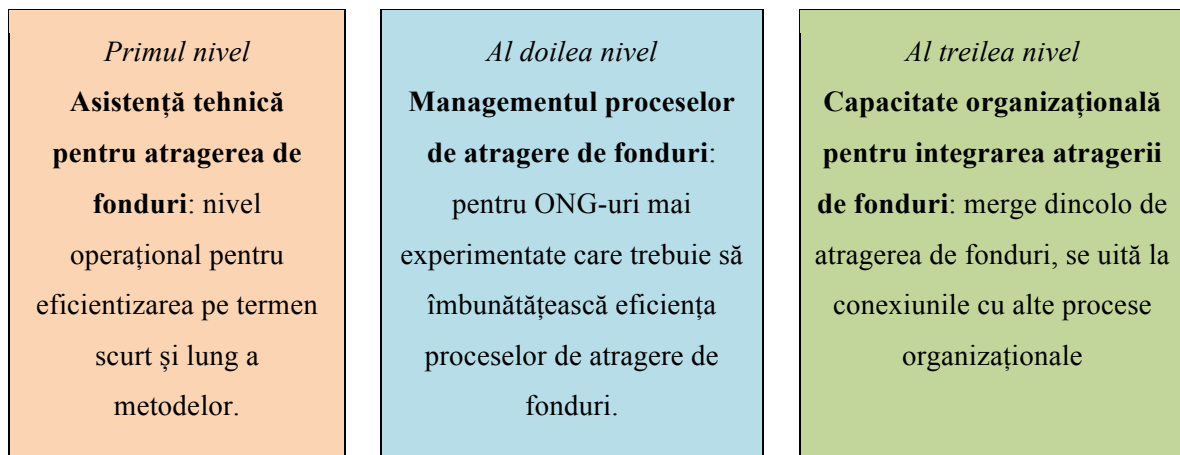 Primul nivel
Asistență tehnică
pentru atragerea de
fonduri: nivel
operațional pentru
eficientizarea pe termen
scurt și lung a
metodelor.
Al doilea nivel
Managementul proceselor
de atragere de fonduri:
pentru ONG-uri mai
experimentate care trebuie să
îmbunătățească eficiența
proceselor de atragere de
fonduri.
Al treilea nivel
Capacitate organizațională
pentru integrarea atragerii
de fonduri: merge dincolo de
atragerea de fonduri, se uită la
conexiunile cu alte procese
organizaționale